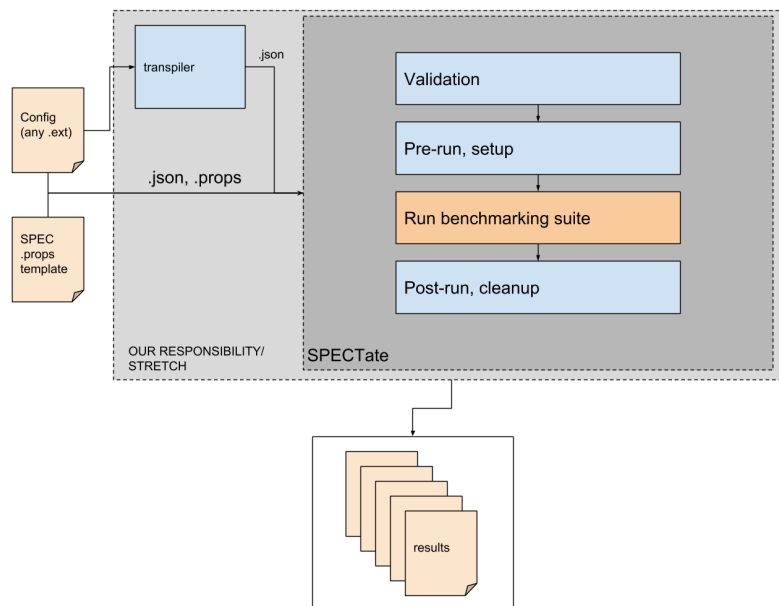 transpiler
.json
Config
(any .ext)
.json, .props
SPEC
.props
template
Validation
Pre-run, setup
Run benchmarking suite
Post-run, cleanup
OUR RESPONSIBILITY/
STRETCH
SPECTate
results